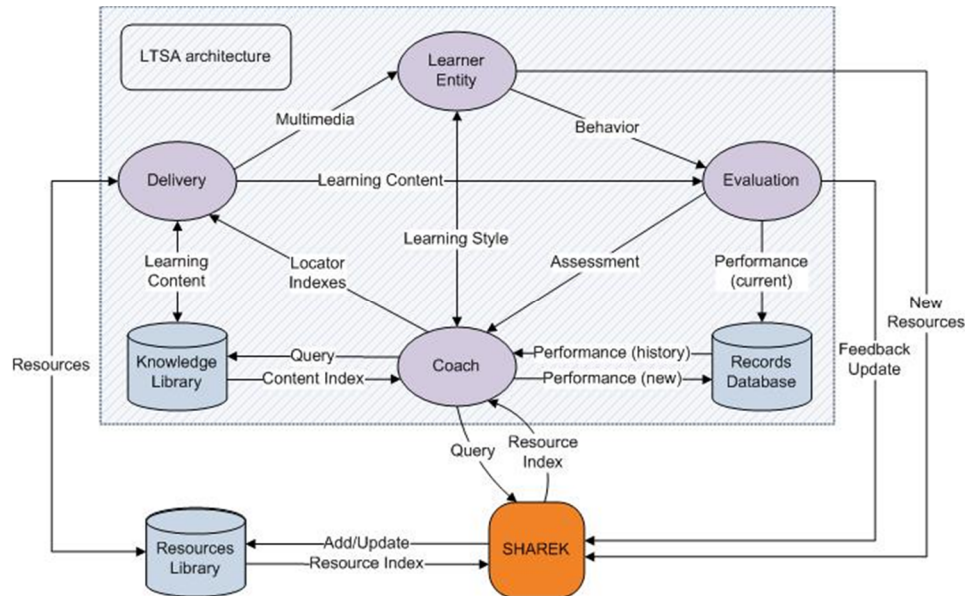 LTSA architecture
Learner
Entity
Multimedia
Behavior
Delivery
Learning Content
Evaluation
Learning Style
Learning
Content
Locator
Indexes
Assessment
Performance
(current)
New
Resources
Feedback
Update
Resources
Knowledge
Library
Query
Content Index
Coach
Performance (history)
Performance (new)
Records
Database
Query
Resource
Index
Resources
Library
Add/Update
Resource Index
SHAREK